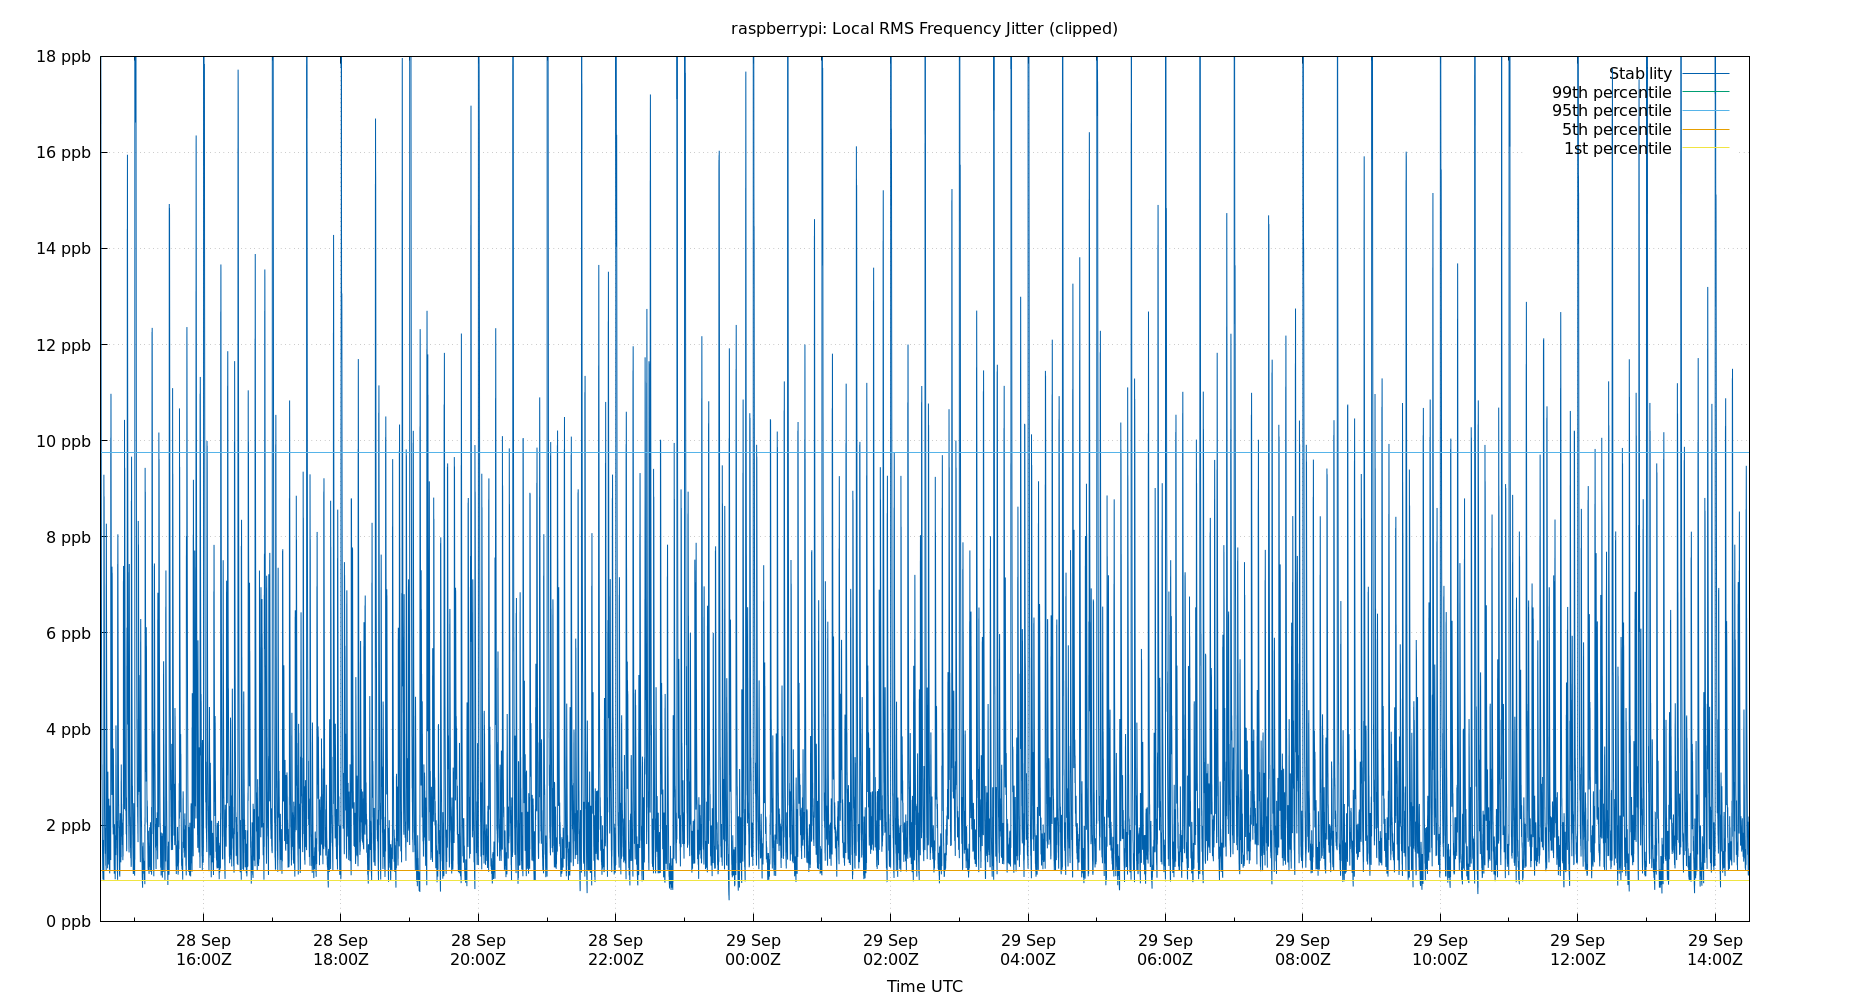 raspberrypi: Local RMS Frequency Jitter (clipped)
18 ppb
16 ppb
14 ppb
12 ppb
10 ppb
8 ppb
6 ppb
4 ppb
2 ppb
0 ppb
Stability
99th percentile
95th percentile
5th percentile
1st percentile
28 Sep 28 Sep 28 Sep 28 Sep 29 Sep 29 Sep 29 Sep 29 Sep 29 Sep 29 Sep 29 Sep 29 Sep
16:00Z 18:00Z 20:00Z 22:00Z 00:00Z 02:00Z 04:00Z 06:00Z 08:00Z 10:00Z 12:00Z 14:00Z
Time UTC